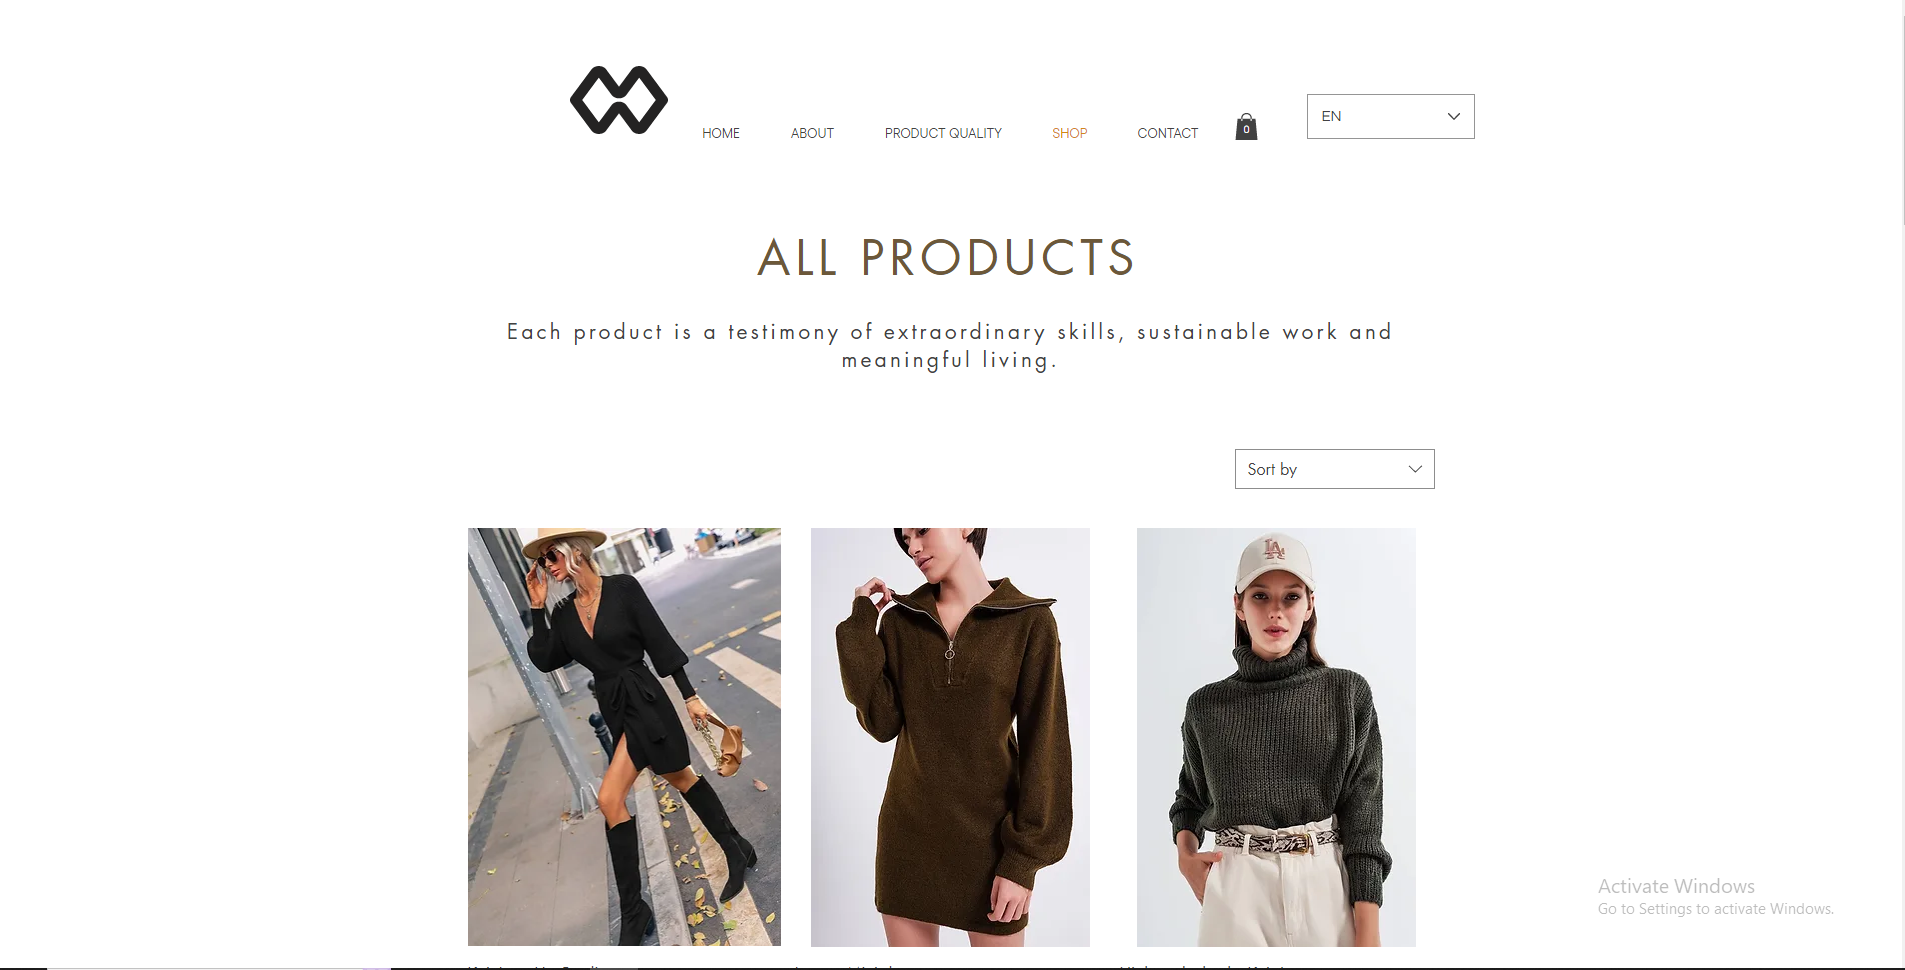 HOME
ABOUT
PRODUCT QUALITY
SHOP
CONTACT
0
EN
ALL PRODUCTS
Each product is a testimony of extraordinary skills, sustainable work and
meaningful living.
Sort by
LA
Activate Windows
Go to Settings to activate Windows.